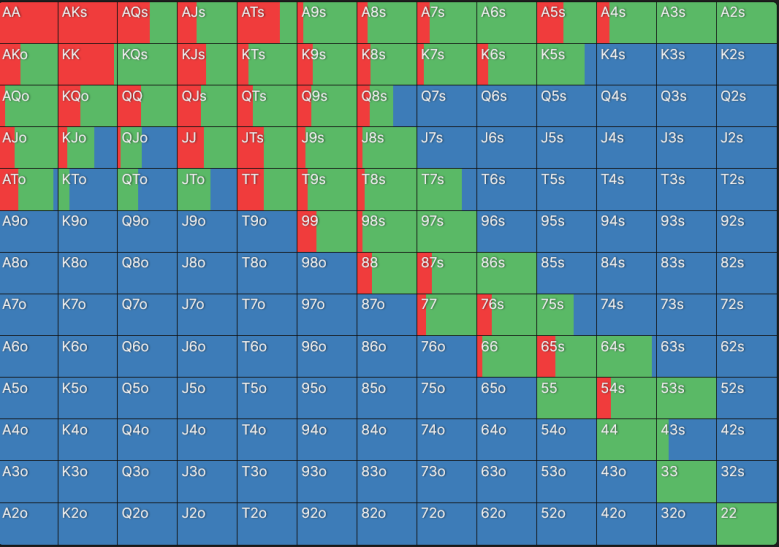 AA AKs AQs AJs ATs A9s A8s A7s A6s A5s A4s A3s A2s
AKo KK KQs KJs KTs K9s K8s K7s K6s K5s K4s K3s K2s
AQo KQo QQ QJs QTs Q9s Q8s Q7s Q6s Q5s Q4s Q3s Q2s
AJo KJo QJo JJ JTs J9s J8s J7s J6s J5s J4s J3s J2s
ATo KTo QTo JTo TT T9s T8s T7s T6s T5s T4s T3s T2s
A9o K9o Q9o J9o T9o 99 98s 97s 96s 95s 94s 93s 92s
A8o K8o Q8o J8o T8o 98o 88 87s 86s 85s 84s 83s 82s
A7o K7o Q7o J7o T7o 97o 87o 77 76s 75s 74s 73s 72s
A6o K6o Q6o J6o T6o 96o 86o 76o 66 65s 64s 63s 62s
A5o K5o Q5o J5o T5o 95o 85o 75o 65o 55 54s 53s 52s
A4o K4o Q4o J4o T4o 94o 84o 74o 64o 54o 44 43s 42s
A3o K3o Q3o J3o T3o 93o 83o 73o 63o 53o 43o 33 32s
A2o K2o Q2o J2o T2o 92o 82o 72o 62o 52o 42o 32o 22